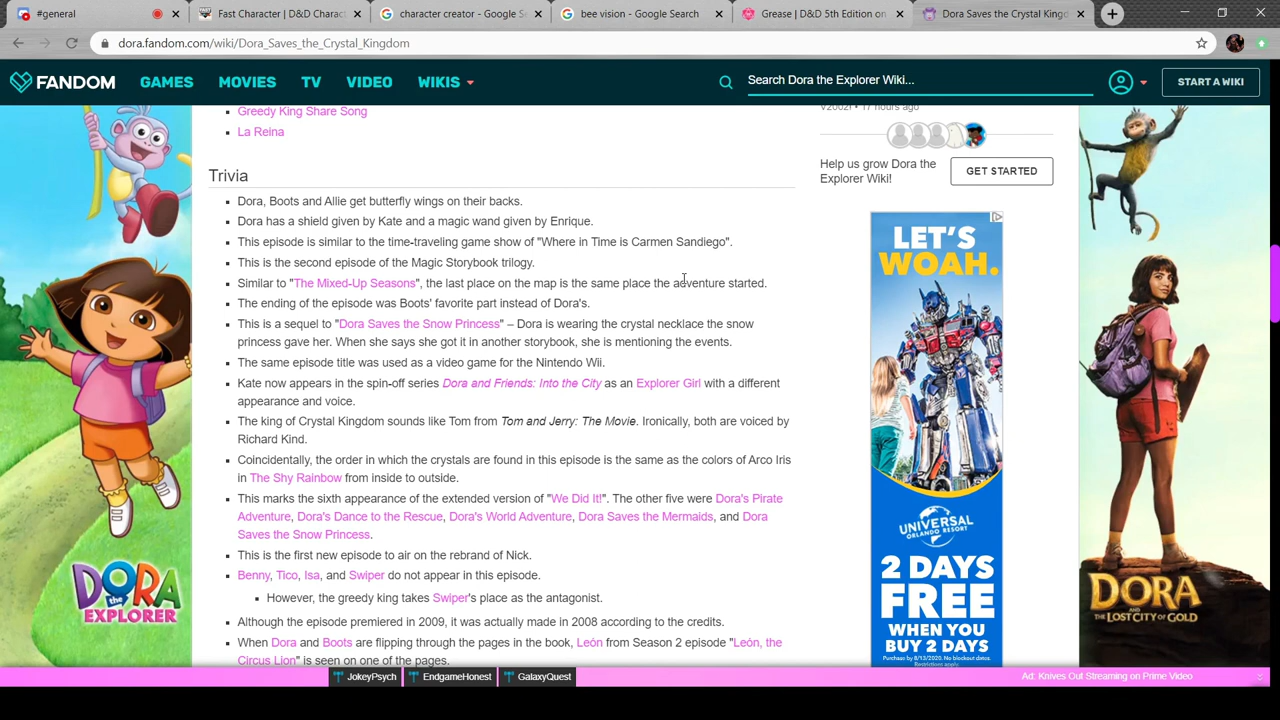 #general
Fast Character | D&D Charac
character creator - Google S
bee vision - Google Search
Grease | D&D 5th Edition on
Dora Saves the Crystal Kingd
dora.fandom.com/wiki/Dora_Saves_the_Crystal_Kingdom
FANDOM
GAMES
MOVIES
TV
VIDEO
WIKIS
Search Dora the Explorer Wiki...
START A WIKI
Greedy King Share Song
La Reina
Trivia
Dora, Boots and Allie get butterfly wings on their backs.
Dora has a shield given by Kate and a magic wand given by Enrique.
This episode is similar to the time-traveling game show of "Where in Time is Carmen Sandiego".
This is the second episode of the Magic Storybook trilogy.
Similar to "The Mixed-Up Seasons", the last place on the map is the same place the adventure started.
The ending of the episode was Boots' favorite part instead of Dora's.
This is a sequel to "Dora Saves the Snow Princess" – Dora is wearing the crystal necklace the snow
princess gave her. When she says she got it in another storybook, she is mentioning the events.
The same episode title was used as a video game for the Nintendo Wii.
Kate now appears in the spin-off series Dora and Friends: Into the City as an Explorer Girl with a different
appearance and voice.
The king of Crystal Kingdom sounds like Tom from Tom and Jerry: The Movie. Ironically, both are voiced by
Richard Kind.
Coincidentally, the order in which the crystals are found in this episode is the same as the colors of Arco Iris
in The Shy Rainbow from inside to outside.
This marks the sixth appearance of the extended version of "We Did It!". The other five were Dora's Pirate
Adventure, Dora's Dance to the Rescue, Dora's World Adventure, Dora Saves the Mermaids, and Dora
Saves the Snow Princess.
This is the first new episode to air on the rebrand of Nick.
Benny, Tico, Isa, and Swiper do not appear in this episode.
However, the greedy king takes Swiper's place as the antagonist.
Although the episode premiered in 2009, it was actually made in 2008 according to the credits.
When Dora and Boots are flipping through the pages in the book, León from Season 2 episode "León, the
Circus Lion" is seen on one of the pages.
V2002r • 17 hours ago
Help us grow Dora the
Explorer Wiki!
GET STARTED
LET'S
WOAH.
UNIVERSAL
ORLANDO RESORT
2 DAYS
FREE
WHEN YOU
BUY 2 DAYS
Purchase by 8/13/2020. No blockout dates.
Restrictions apply.
DORA
the
EXPLORER
DORA
AND
THE LOST CITY OF GOLD
JokeyPsych
EndgameHonest
GalaxyQuest
Ad: Knives Out Streaming on Prime Video